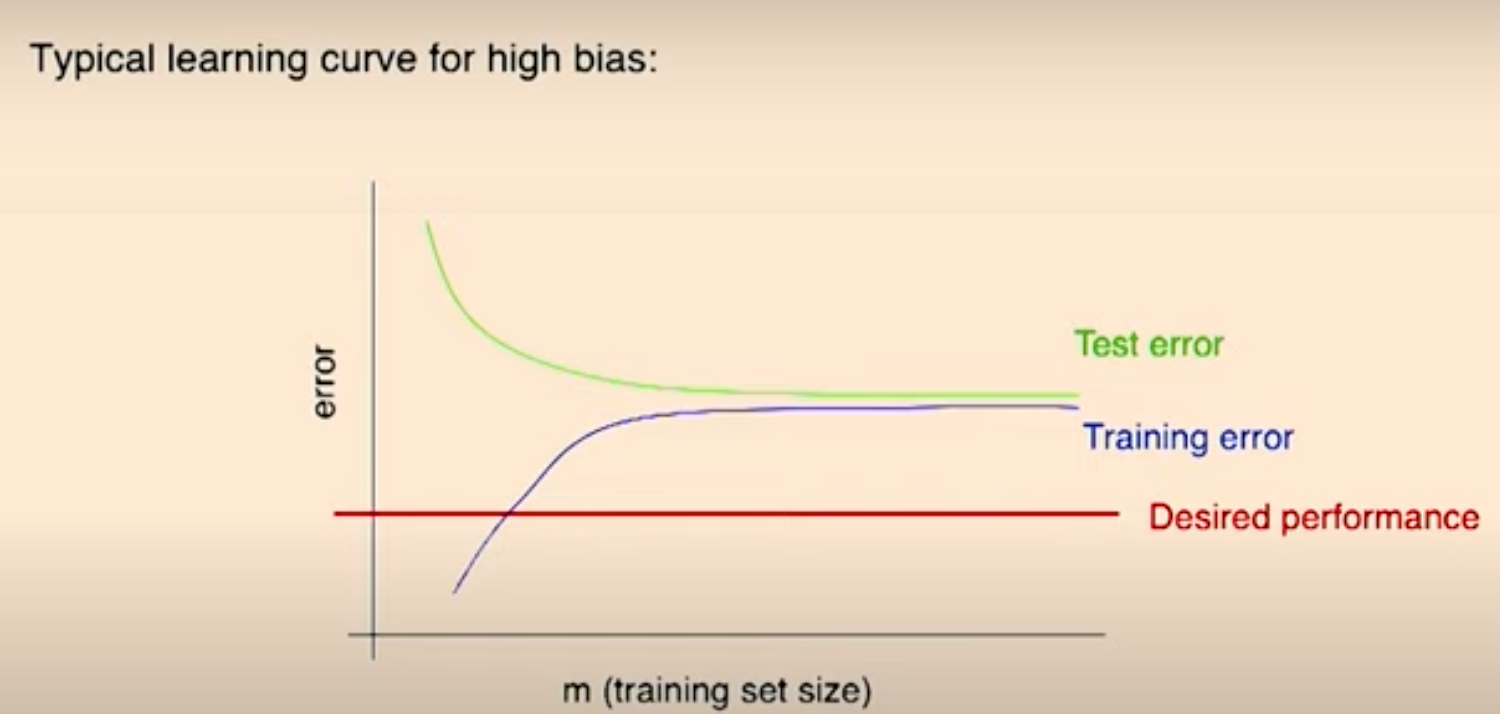 Typical learning curve for high bias:
error
Test error
Training error
Desired performance
m (training set size)